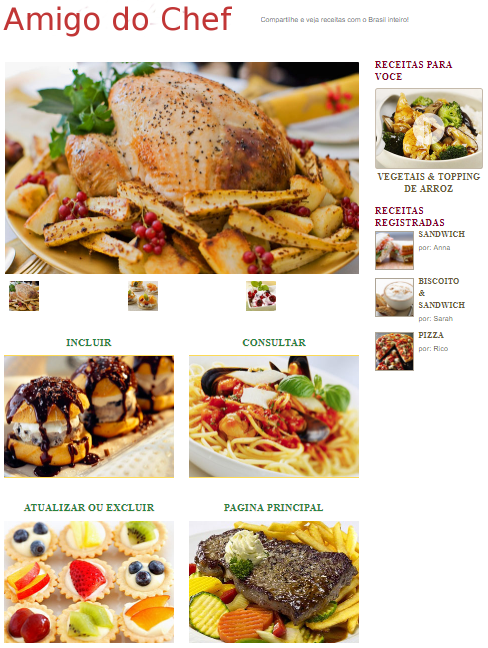 Amigo do Chef
Compartilhe e veja receitas com o Brasil inteiro!
RECEITAS PARA
VOCE
VEGETAIS & TOPPING
DE ARROZ
RECEITAS
REGISTRADAS
SANDWICH
por: Anna
BISCOITO
&
SANDWICH
por: Sarah
PIZZA
por: Rico
INCLUIR
CONSULTAR
ATUALIZAR OU EXCLUIR
PAGINA PRINCIPAL